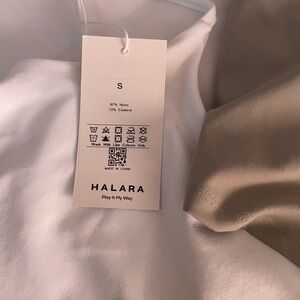 S
87% Nylon
13% Elastane
Wash With Like Colours Only
MADE IN CHINA
HALARA
Play It My Way